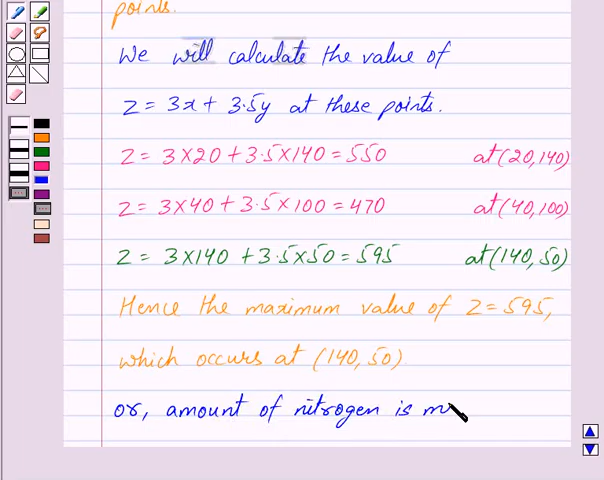 points.
We will calculate the value of
Z = 3x + 3.5y at these points.
Z = 3×20 + 3.5×140 = 550 at (20,140)
Z = 3×40 + 3.5×100 = 470 at (40,100)
Z = 3×140 + 3.5×50 = 595 at (140,50)
Hence the maximum value of Z = 595,
which occurs at (140,50)
or, amount of nitrogen is m